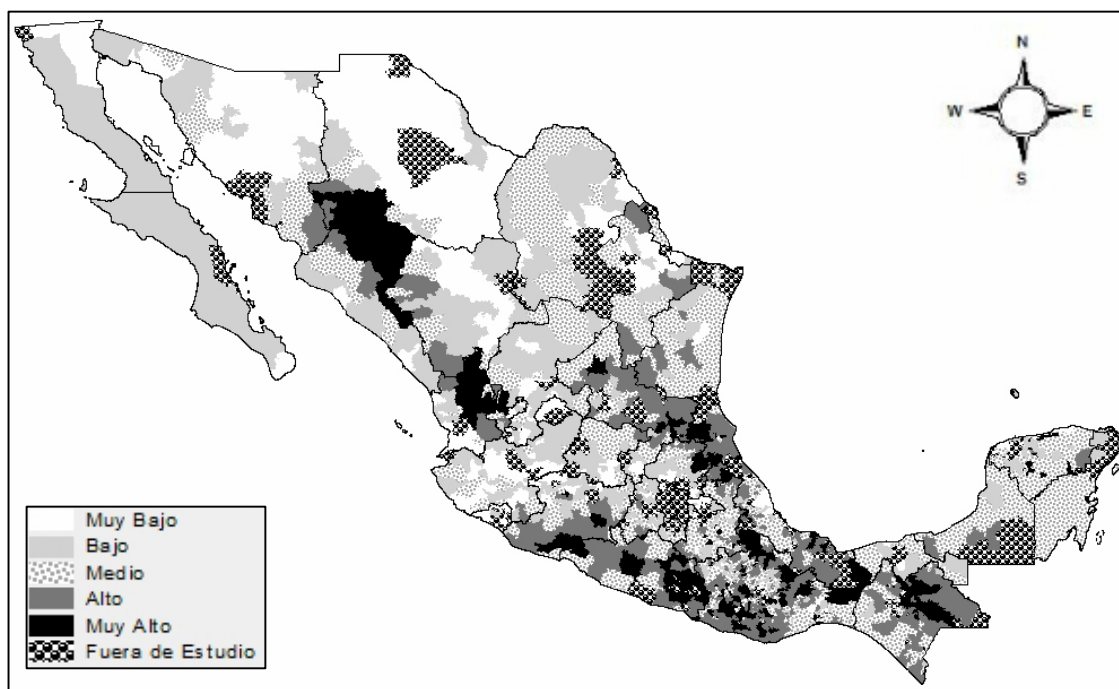 N
W E
S
Muy Bajo
Bajo
Medio
Alto
Muy Alto
Fuera de Estudio